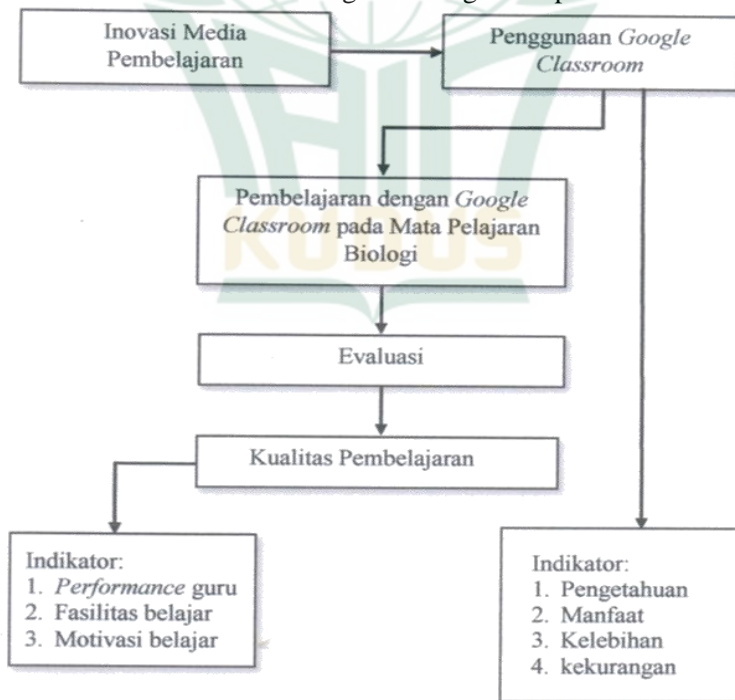 Inovasi Media
Pembelajaran
Penggunaan Google
Classroom
Pembelajaran dengan Google
Classroom pada Mata Pelajaran
Biologi
KUDUS
Evaluasi
Kualitas Pembelajaran
Indikator:
1. Performance guru
2. Fasilitas belajar
3. Motivasi belajar
Indikator:
1. Pengetahuan
2. Manfaat
3. Kelebihan
4. kekurangan